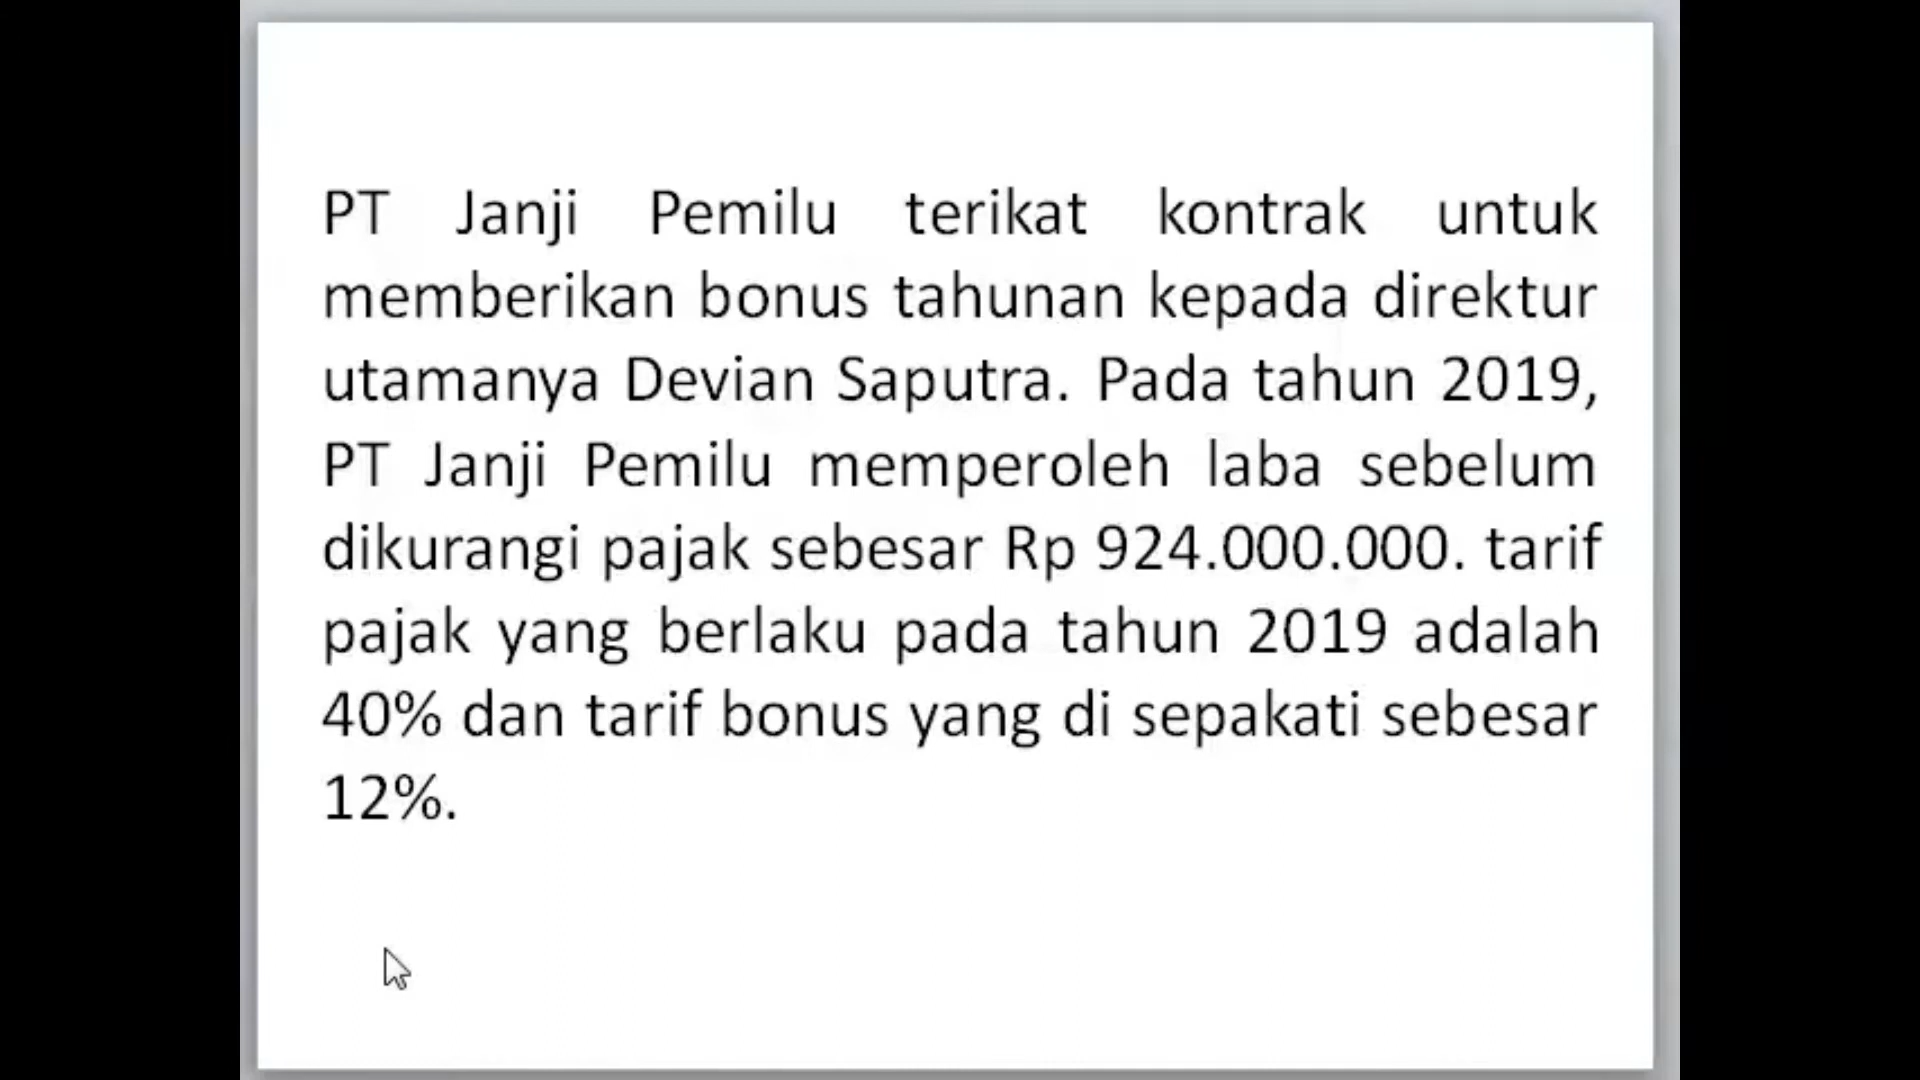 PT Janji Pemilu terikat kontrak untuk
memberikan bonus tahunan kepada direktur
utamanya Devian Saputra. Pada tahun 2019,
PT Janji Pemilu memperoleh laba sebelum
dikurangi pajak sebesar Rp 924.000.000. tarif
pajak yang berlaku pada tahun 2019 adalah
40% dan tarif bonus yang di sepakati sebesar
12%.